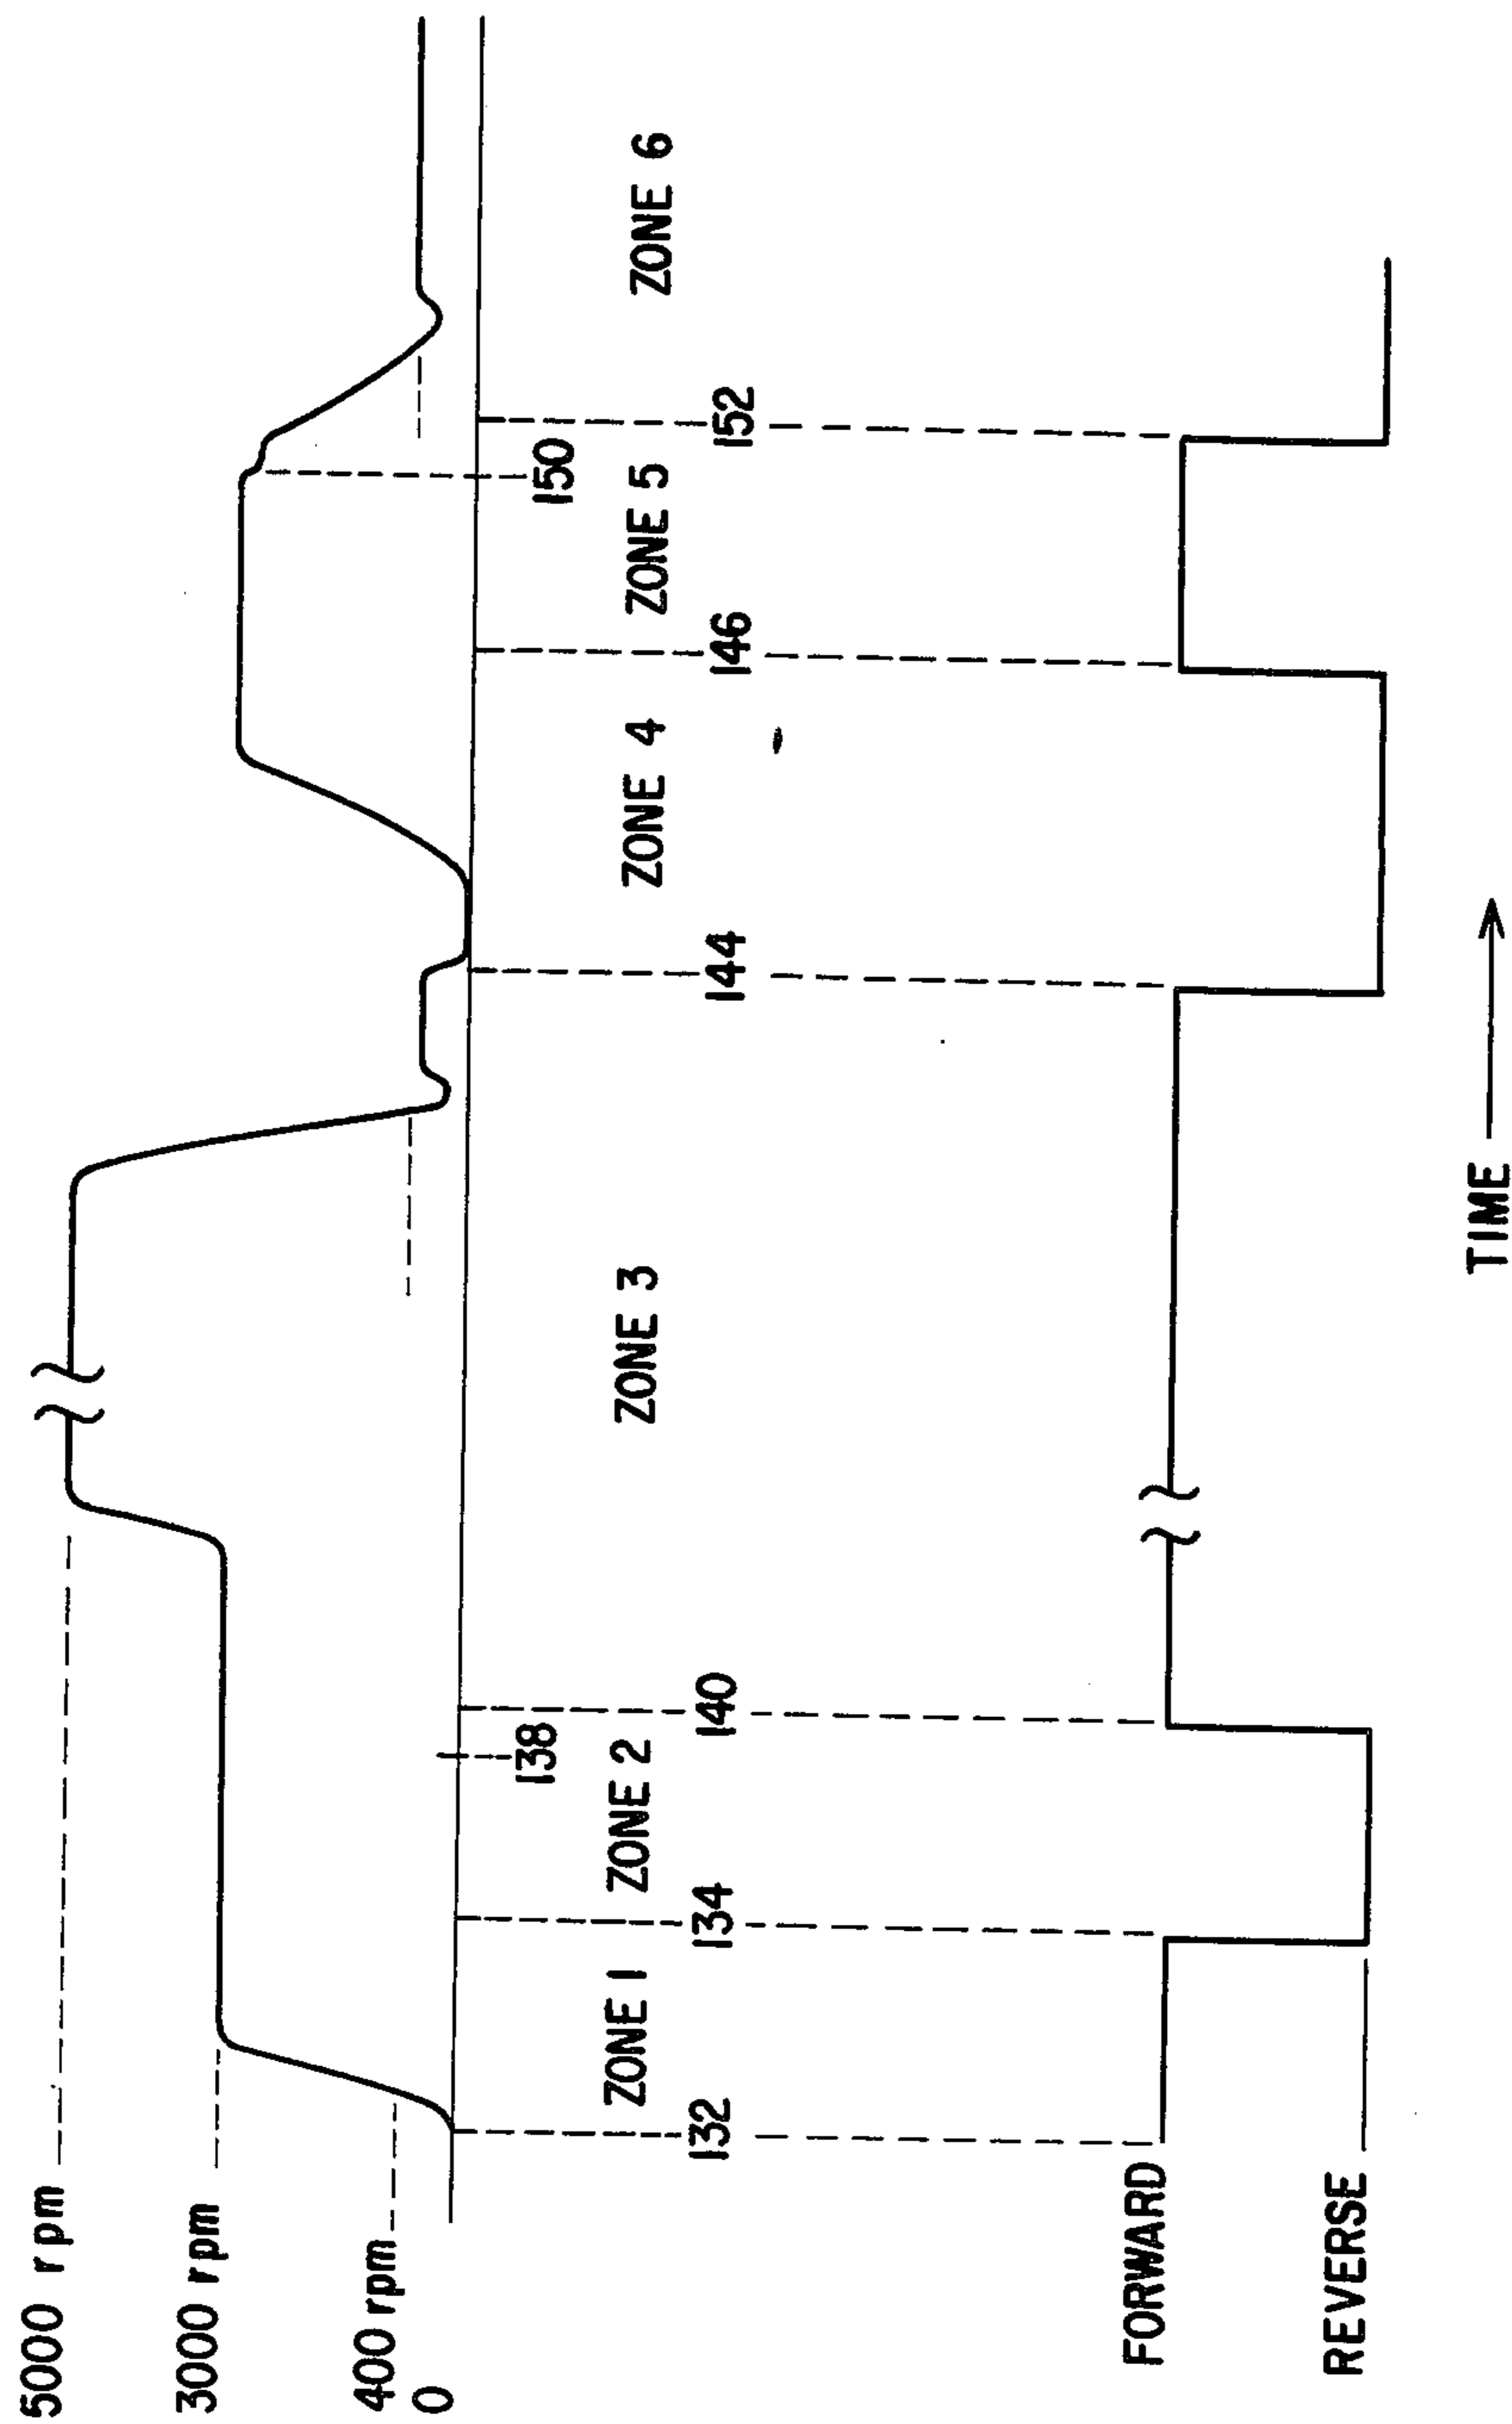 5000 rpm
3000 rpm
400 rpm
0
138
150
ZONE 1
ZONE 2
ZONE 3
ZONE 4
ZONE 5
ZONE 6
132
134
140
144
146
152
FORWARD
REVERSE
TIME